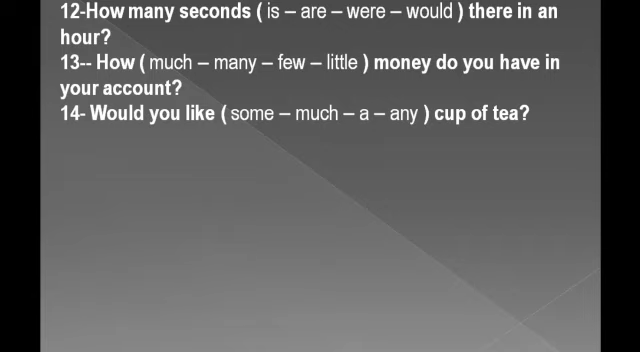 12-How many seconds ( is – are – were – would ) there in an
hour?
13-- How ( much – many – few – little ) money do you have in
your account?
14- Would you like ( some – much – a – any ) cup of tea?